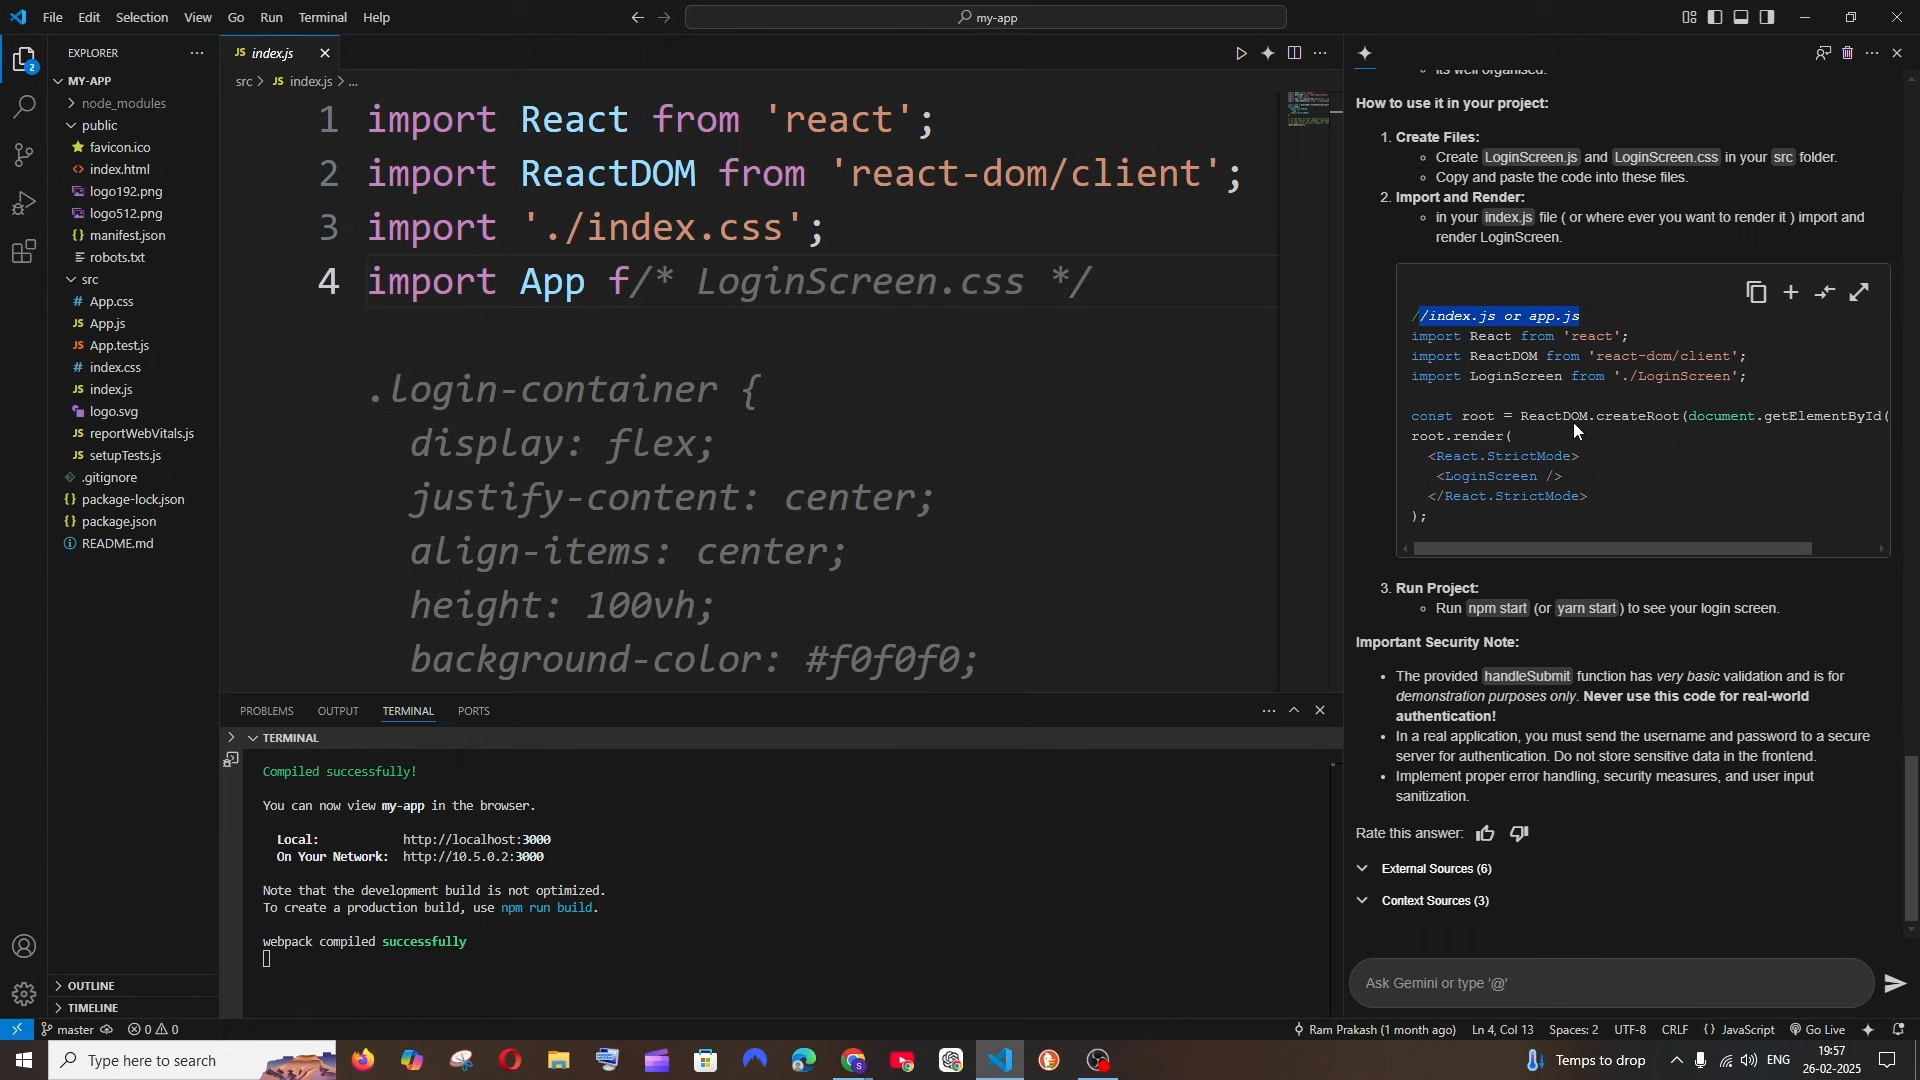 File Edit Selection View Go Run Terminal Help
my-app
EXPLORER
MY-APP
node_modules
public
favicon.ico
index.html
logo192.png
logo512.png
manifest.json
robots.txt
src
App.css
App.js
App.test.js
index.css
index.js
logo.svg
reportWebVitals.js
setupTests.js
.gitignore
package-lock.json
package.json
README.md
OUTLINE
TIMELINE
JS index.js
src > JS index.js > ...
1 import React from 'react';
2 import ReactDOM from 'react-dom/client';
3 import './index.css';
4 import App f/* LoginScreen.css */
.login-container {
display: flex;
justify-content: center;
align-items: center;
height: 100vh;
background-color: #f0f0f0;
PROBLEMS OUTPUT TERMINAL PORTS
TERMINAL
Compiled successfully!
You can now view my-app in the browser.
Local: http://localhost:3000
On Your Network: http://10.5.0.2:3000
Note that the development build is not optimized.
To create a production build, use npm run build.
webpack compiled successfully
its well organised.
How to use it in your project:
1. Create Files:
Create LoginScreen.js and LoginScreen.css in your src folder.
Copy and paste the code into these files.
2. Import and Render:
in your index.js file ( or where ever you want to render it ) import and
render LoginScreen.
//index.js or app.js
import React from 'react';
import ReactDOM from 'react-dom/client';
import LoginScreen from './LoginScreen';
const root = ReactDOM.createRoot(document.getElementById(
root.render(
<React.StrictMode>
<LoginScreen />
</React.StrictMode>
);
3. Run Project:
Run npm start (or yarn start) to see your login screen.
Important Security Note:
The provided handleSubmit function has very basic validation and is for
demonstration purposes only. Never use this code for real-world
authentication!
In a real application, you must send the username and password to a secure
server for authentication. Do not store sensitive data in the frontend.
Implement proper error handling, security measures, and user input
sanitization.
Rate this answer:
External Sources (6)
Context Sources (3)
Ask Gemini or type '@'
master 0 0 Ram Prakash (1 month ago) Ln 4, Col 13 Spaces: 2 UTF-8 CRLF {} JavaScript Go Live
Type here to search
Temps to drop ENG 19:57
26-02-2025